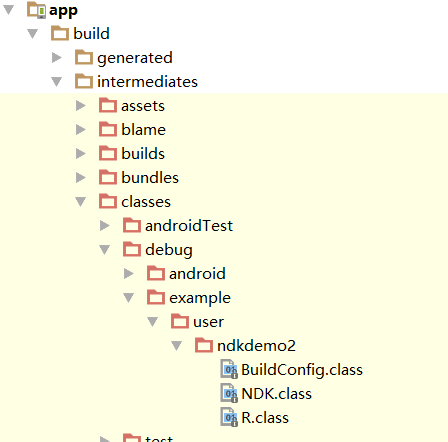 app
build
generated
intermediates
assets
blame
builds
bundles
classes
androidTest
debug
android
example
user
ndkdemo2
BuildConfig.class
NDK.class
R.class
test